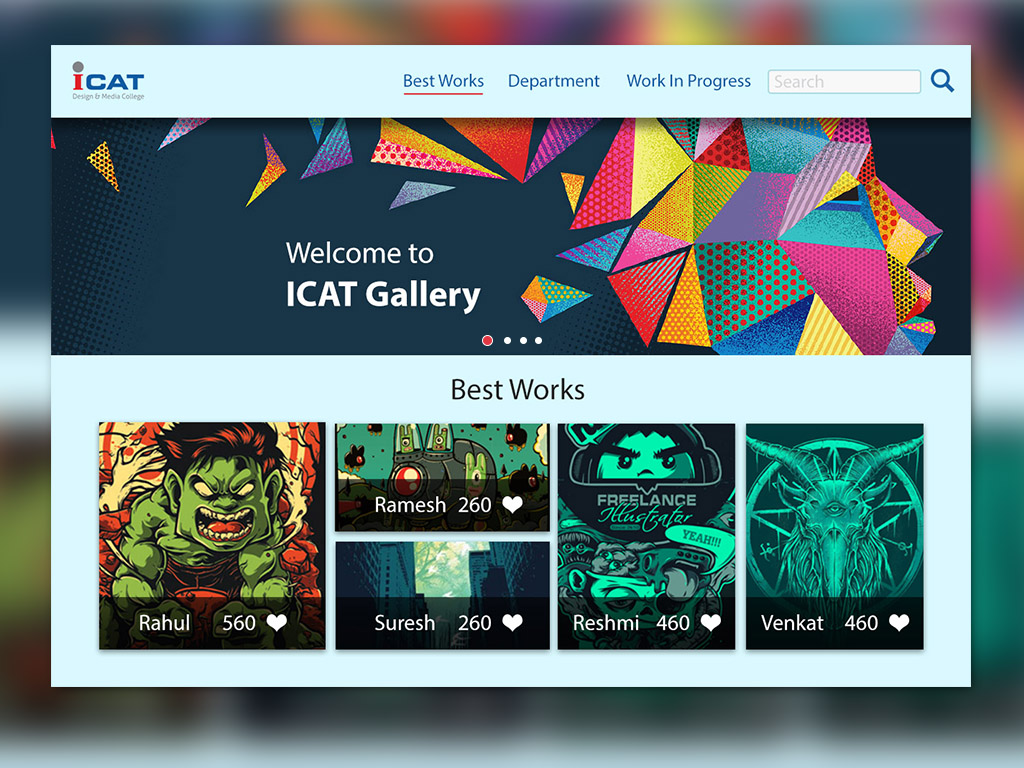 iCAT
Design & Media College
Best Works
Department
Work In Progress
Search
Welcome to
ICAT Gallery
Best Works
Rahul 560
Ramesh 260
Suresh 260
FREELANCE
Illustrator
YEAH!!!
Reshmi 460
Venkat 460